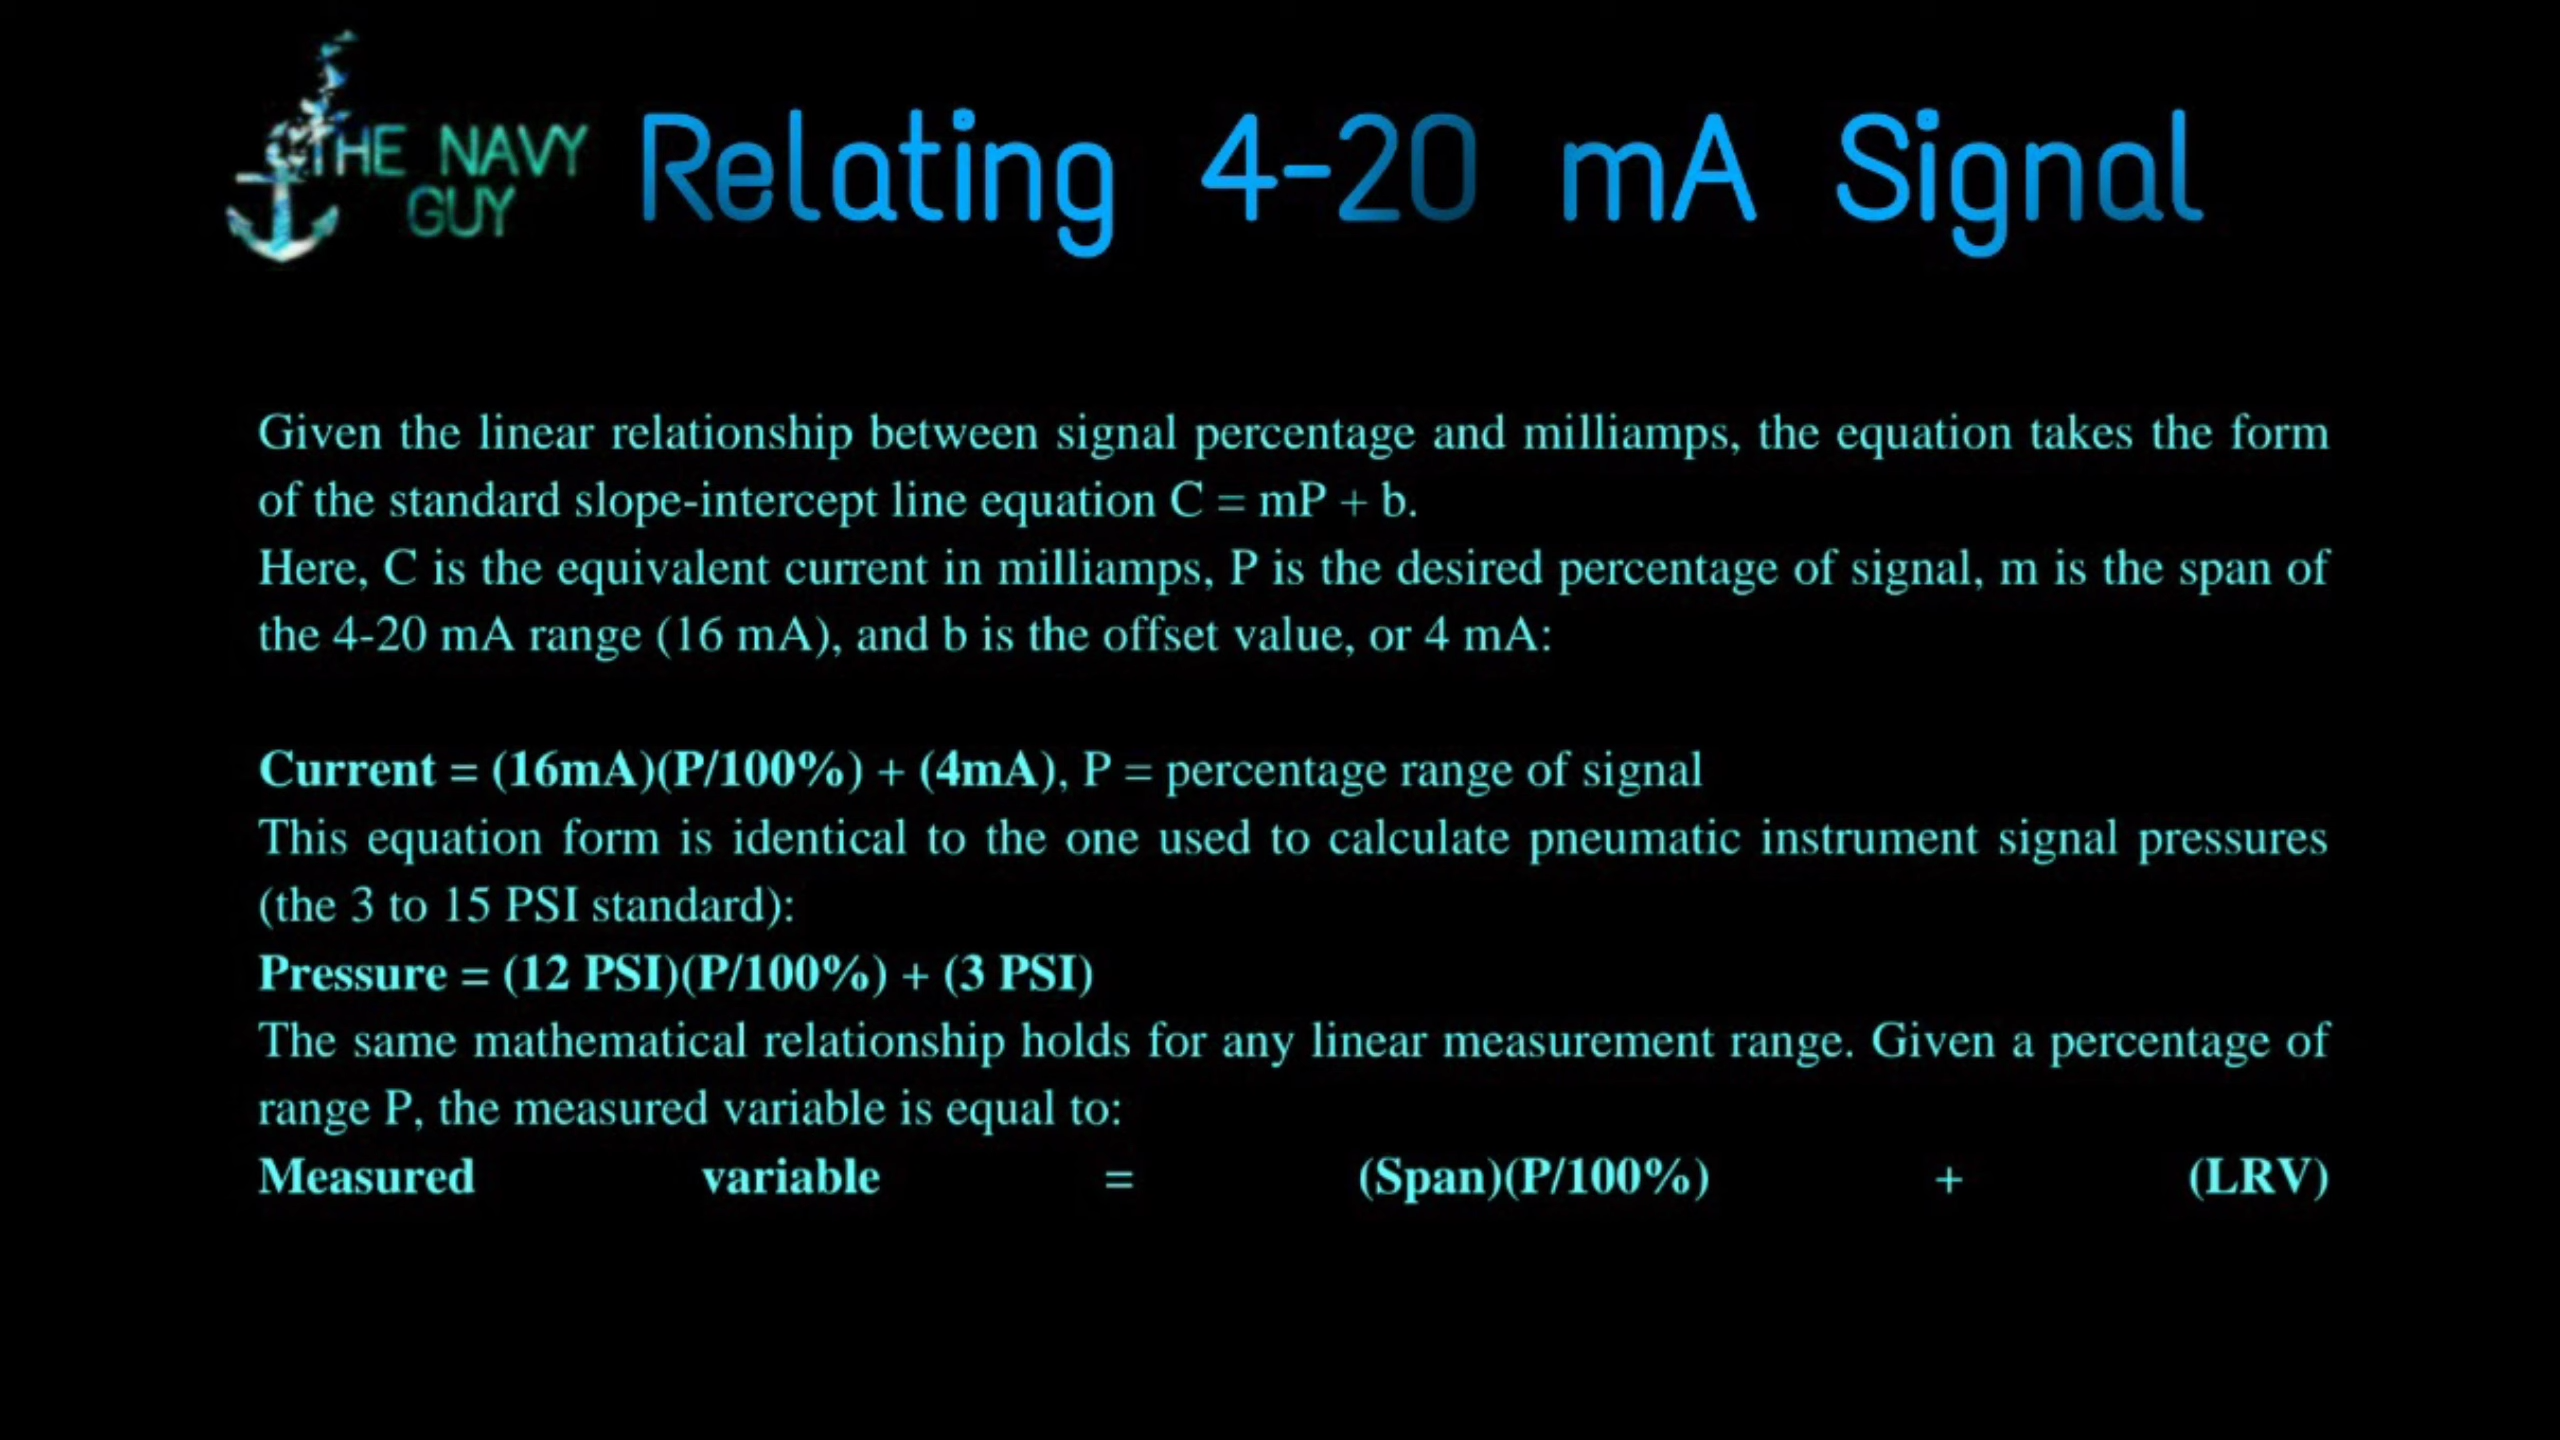 THE NAVY
GUY
Relating 4-20 mA Signal
Given the linear relationship between signal percentage and milliamps, the equation takes the form
of the standard slope-intercept line equation C = mP + b.
Here, C is the equivalent current in milliamps, P is the desired percentage of signal, m is the span of
the 4-20 mA range (16 mA), and b is the offset value, or 4 mA:
Current = (16mA)(P/100%) + (4mA), P = percentage range of signal
This equation form is identical to the one used to calculate pneumatic instrument signal pressures
(the 3 to 15 PSI standard):
Pressure = (12 PSI)(P/100%) + (3 PSI)
The same mathematical relationship holds for any linear measurement range. Given a percentage of
range P, the measured variable is equal to:
Measured variable = (Span)(P/100%) + (LRV)